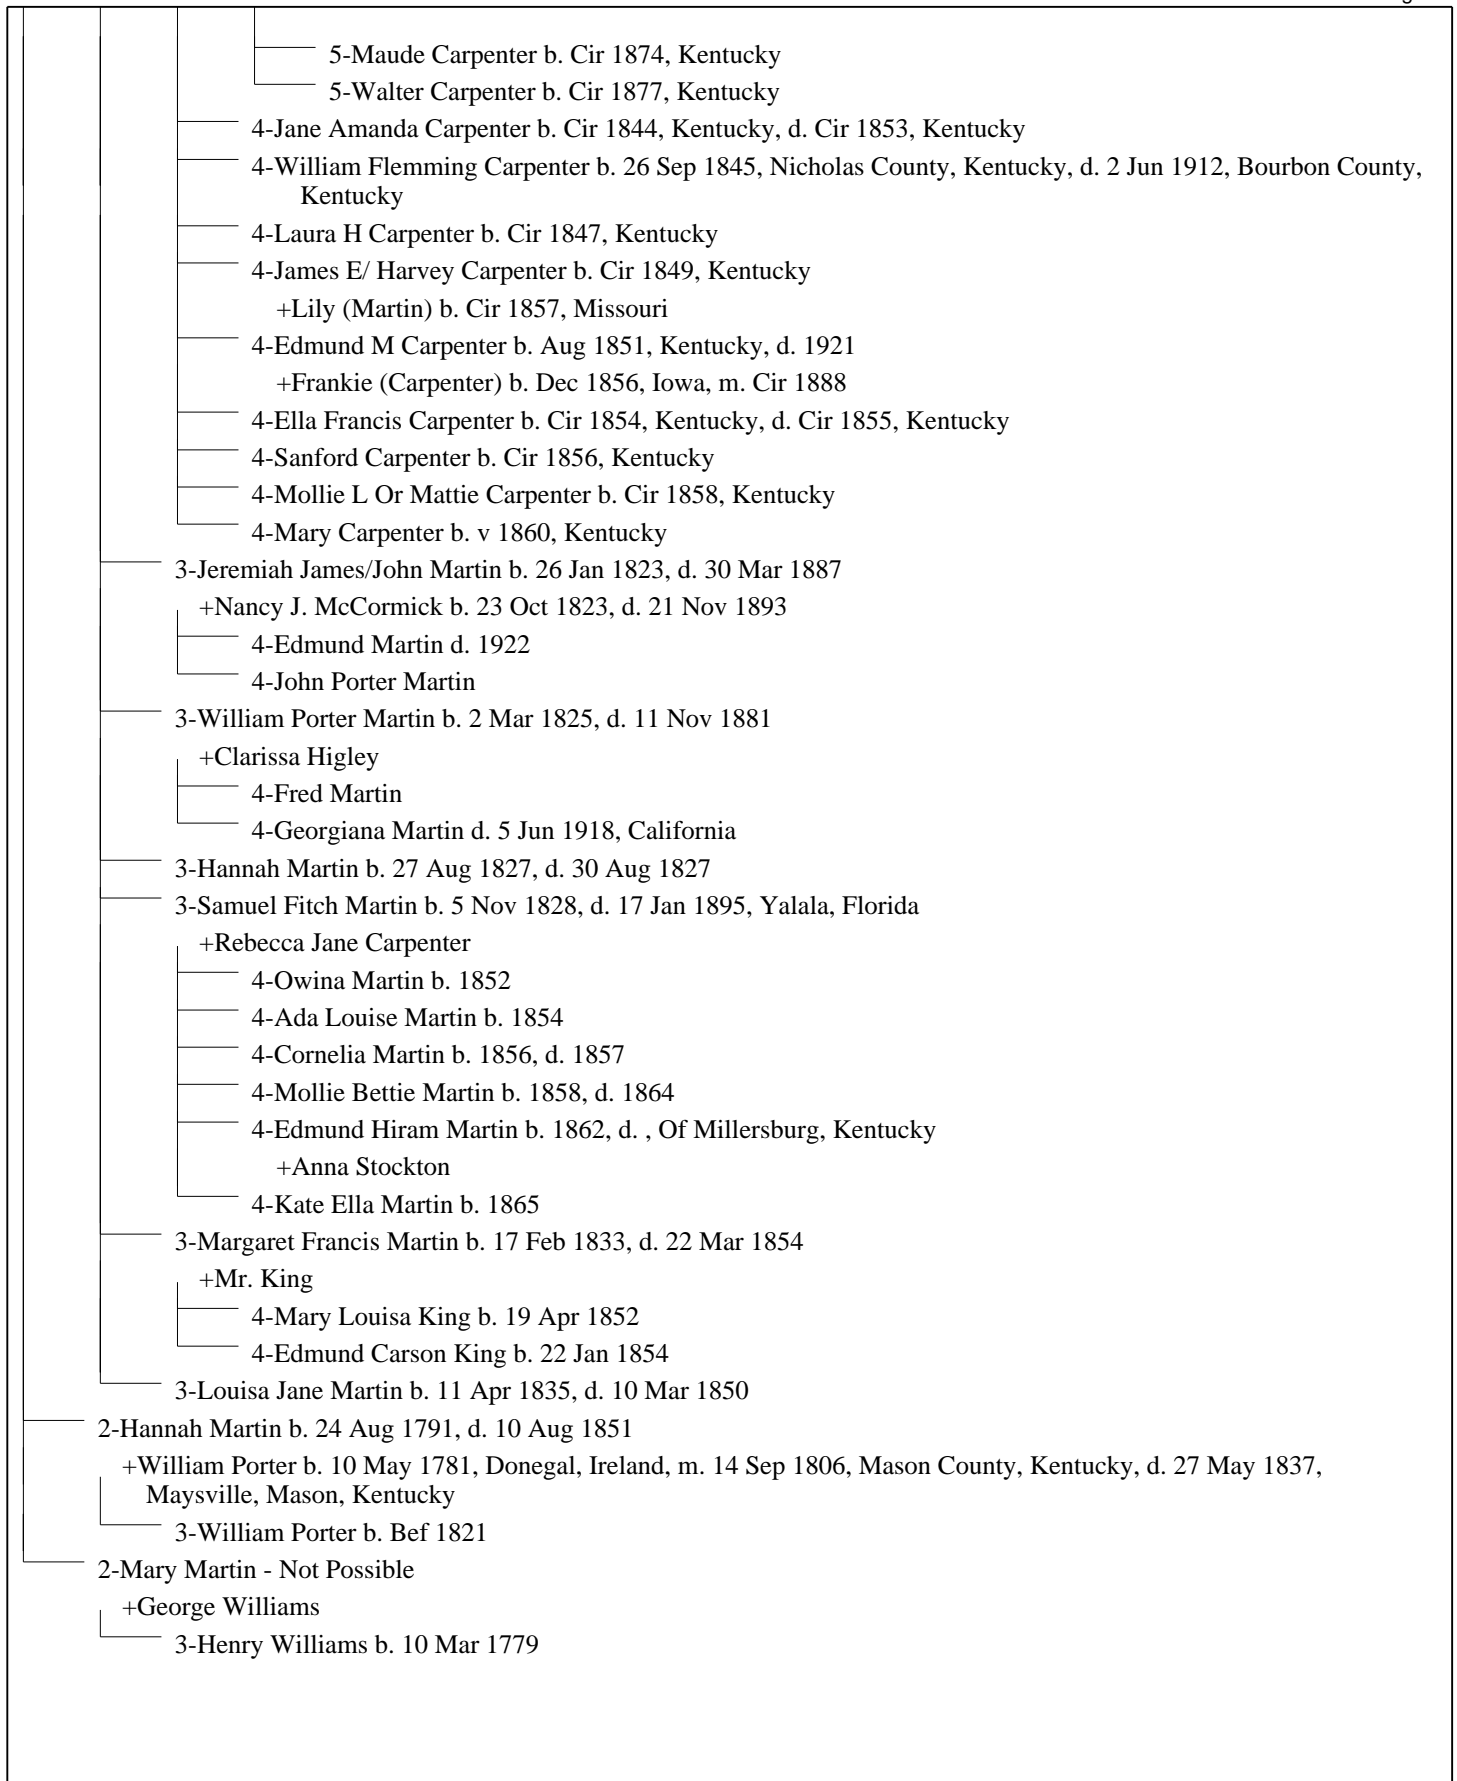 5-Maude Carpenter b. Cir 1874, Kentucky
5-Walter Carpenter b. Cir 1877, Kentucky
4-Jane Amanda Carpenter b. Cir 1844, Kentucky, d. Cir 1853, Kentucky
4-William Flemming Carpenter b. 26 Sep 1845, Nicholas County, Kentucky, d. 2 Jun 1912, Bourbon County,
Kentucky
4-Laura H Carpenter b. Cir 1847, Kentucky
4-James E/ Harvey Carpenter b. Cir 1849, Kentucky
+Lily (Martin) b. Cir 1857, Missouri
4-Edmund M Carpenter b. Aug 1851, Kentucky, d. 1921
+Frankie (Carpenter) b. Dec 1856, Iowa, m. Cir 1888
4-Ella Francis Carpenter b. Cir 1854, Kentucky, d. Cir 1855, Kentucky
4-Sanford Carpenter b. Cir 1856, Kentucky
4-Mollie L Or Mattie Carpenter b. Cir 1858, Kentucky
4-Mary Carpenter b. v 1860, Kentucky
3-Jeremiah James/John Martin b. 26 Jan 1823, d. 30 Mar 1887
+Nancy J. McCormick b. 23 Oct 1823, d. 21 Nov 1893
4-Edmund Martin d. 1922
4-John Porter Martin
3-William Porter Martin b. 2 Mar 1825, d. 11 Nov 1881
+Clarissa Higley
4-Fred Martin
4-Georgiana Martin d. 5 Jun 1918, California
3-Hannah Martin b. 27 Aug 1827, d. 30 Aug 1827
3-Samuel Fitch Martin b. 5 Nov 1828, d. 17 Jan 1895, Yalala, Florida
+Rebecca Jane Carpenter
4-Owina Martin b. 1852
4-Ada Louise Martin b. 1854
4-Cornelia Martin b. 1856, d. 1857
4-Mollie Bettie Martin b. 1858, d. 1864
4-Edmund Hiram Martin b. 1862, d. , Of Millersburg, Kentucky
+Anna Stockton
4-Kate Ella Martin b. 1865
3-Margaret Francis Martin b. 17 Feb 1833, d. 22 Mar 1854
+Mr. King
4-Mary Louisa King b. 19 Apr 1852
4-Edmund Carson King b. 22 Jan 1854
3-Louisa Jane Martin b. 11 Apr 1835, d. 10 Mar 1850
2-Hannah Martin b. 24 Aug 1791, d. 10 Aug 1851
+William Porter b. 10 May 1781, Donegal, Ireland, m. 14 Sep 1806, Mason County, Kentucky, d. 27 May 1837,
Maysville, Mason, Kentucky
3-William Porter b. Bef 1821
2-Mary Martin - Not Possible
+George Williams
3-Henry Williams b. 10 Mar 1779